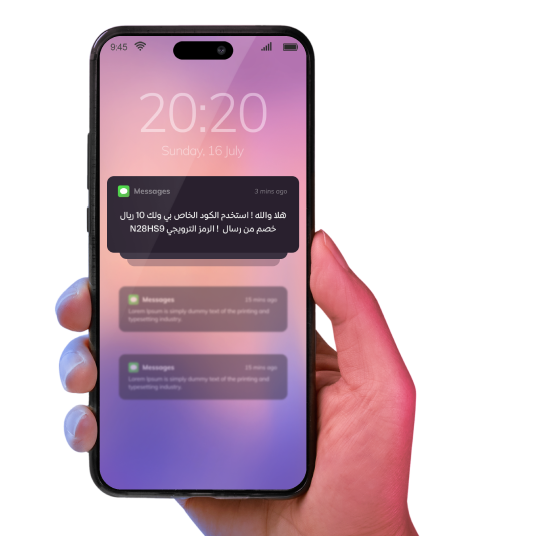 9:45
20:20
Sunday, 16 July
Messages
3 mins ago
هلا والله ! استخدم الكود الخاص بي ولك 10 ريال
خصم من رسال ! الرمز الترويجي N28HS9
Messages
15 mins ago
Lorem Ipsum is simply dummy text of the printing and
typesetting industry
Messages
15 mins ago
Lorem Ipsum is simply dummy text of the printing and
typesetting industry